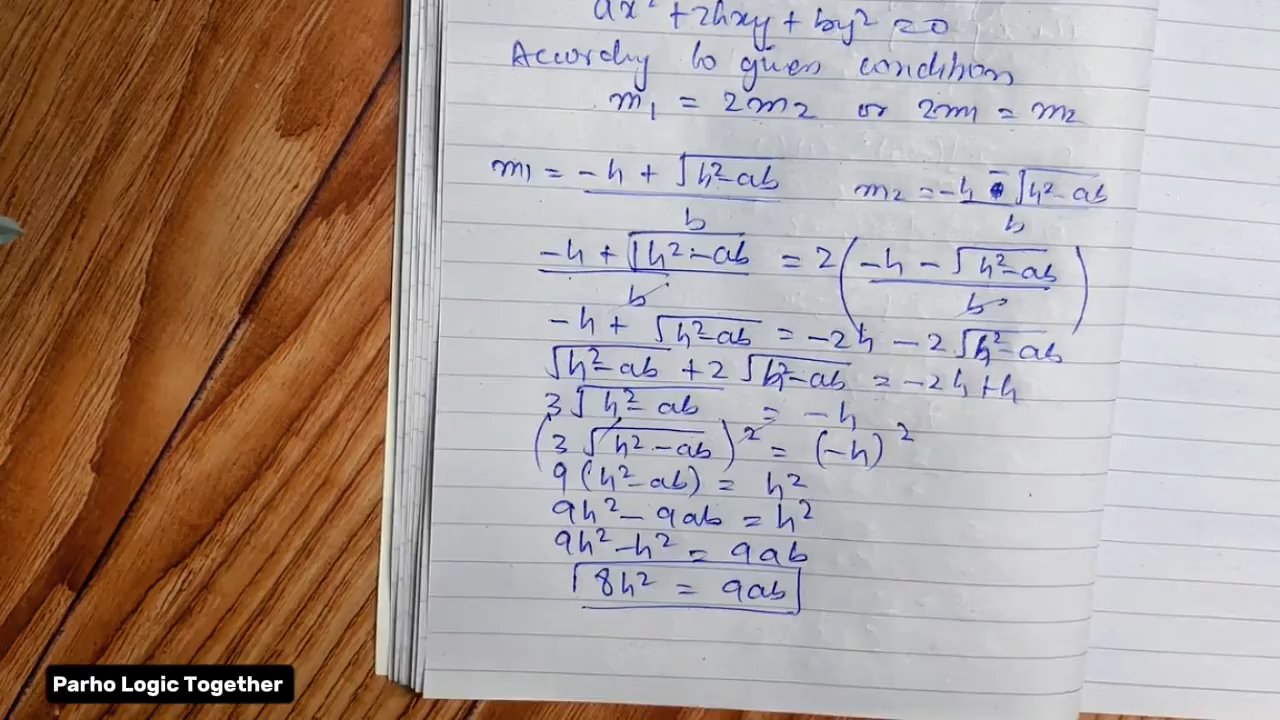 ax² + 2hxy + by² = 0
Accordly to given condition
m₁ = 2m₂ or 2m₁ = m₂
m₁ = (-h + √(h²-ab))/b m₂ = (-h - √(h²-ab))/b
(-h + √(h²-ab))/b = 2((-h - √(h²-ab))/b)
-h + √(h²-ab) = -2h - 2√(h²-ab)
√(h²-ab) + 2√(h²-ab) = -2h + h
3√(h²-ab) = -h
(3√(h²-ab))² = (-h)²
9(h²-ab) = h²
9h² - 9ab = h²
9h² - h² = 9ab
8h² = 9ab
Parho Logic Together